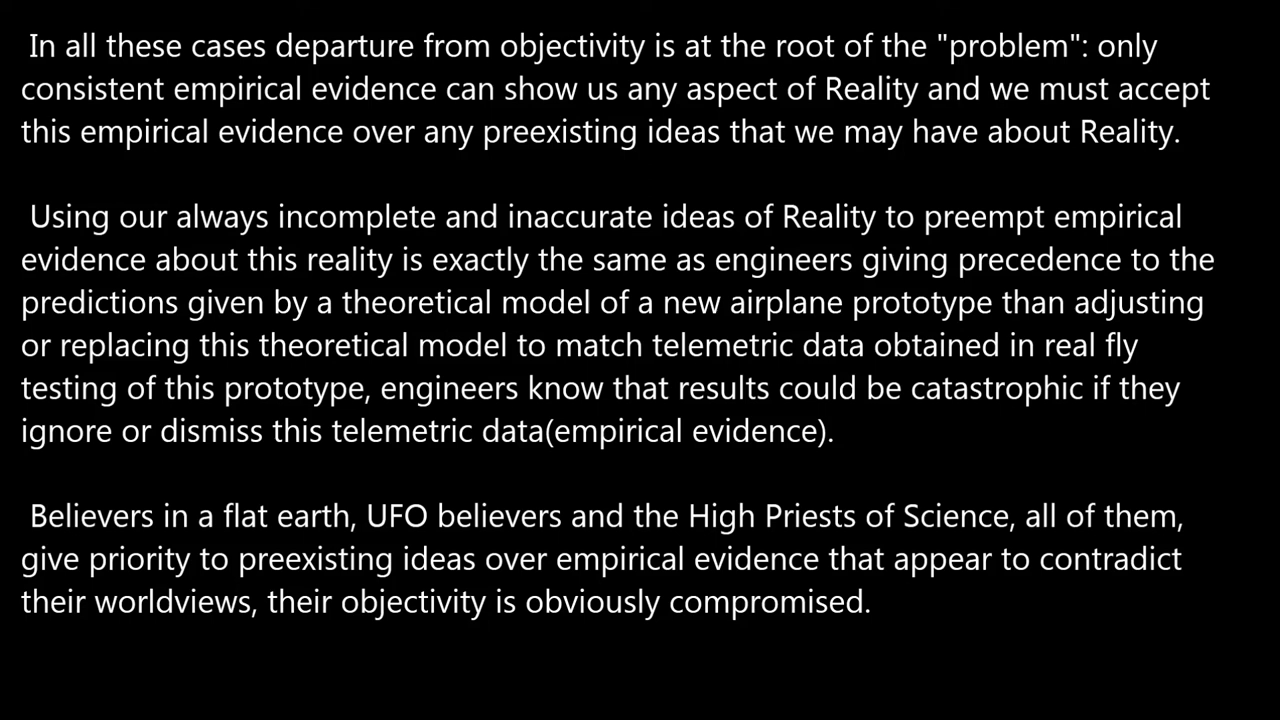 In all these cases departure from objectivity is at the root of the "problem": only
consistent empirical evidence can show us any aspect of Reality and we must accept
this empirical evidence over any preexisting ideas that we may have about Reality.
Using our always incomplete and inaccurate ideas of Reality to preempt empirical
evidence about this reality is exactly the same as engineers giving precedence to the
predictions given by a theoretical model of a new airplane prototype than adjusting
or replacing this theoretical model to match telemetric data obtained in real fly
testing of this prototype, engineers know that results could be catastrophic if they
ignore or dismiss this telemetric data(empirical evidence).
Believers in a flat earth, UFO believers and the High Priests of Science, all of them,
give priority to preexisting ideas over empirical evidence that appear to contradict
their worldviews, their objectivity is obviously compromised.